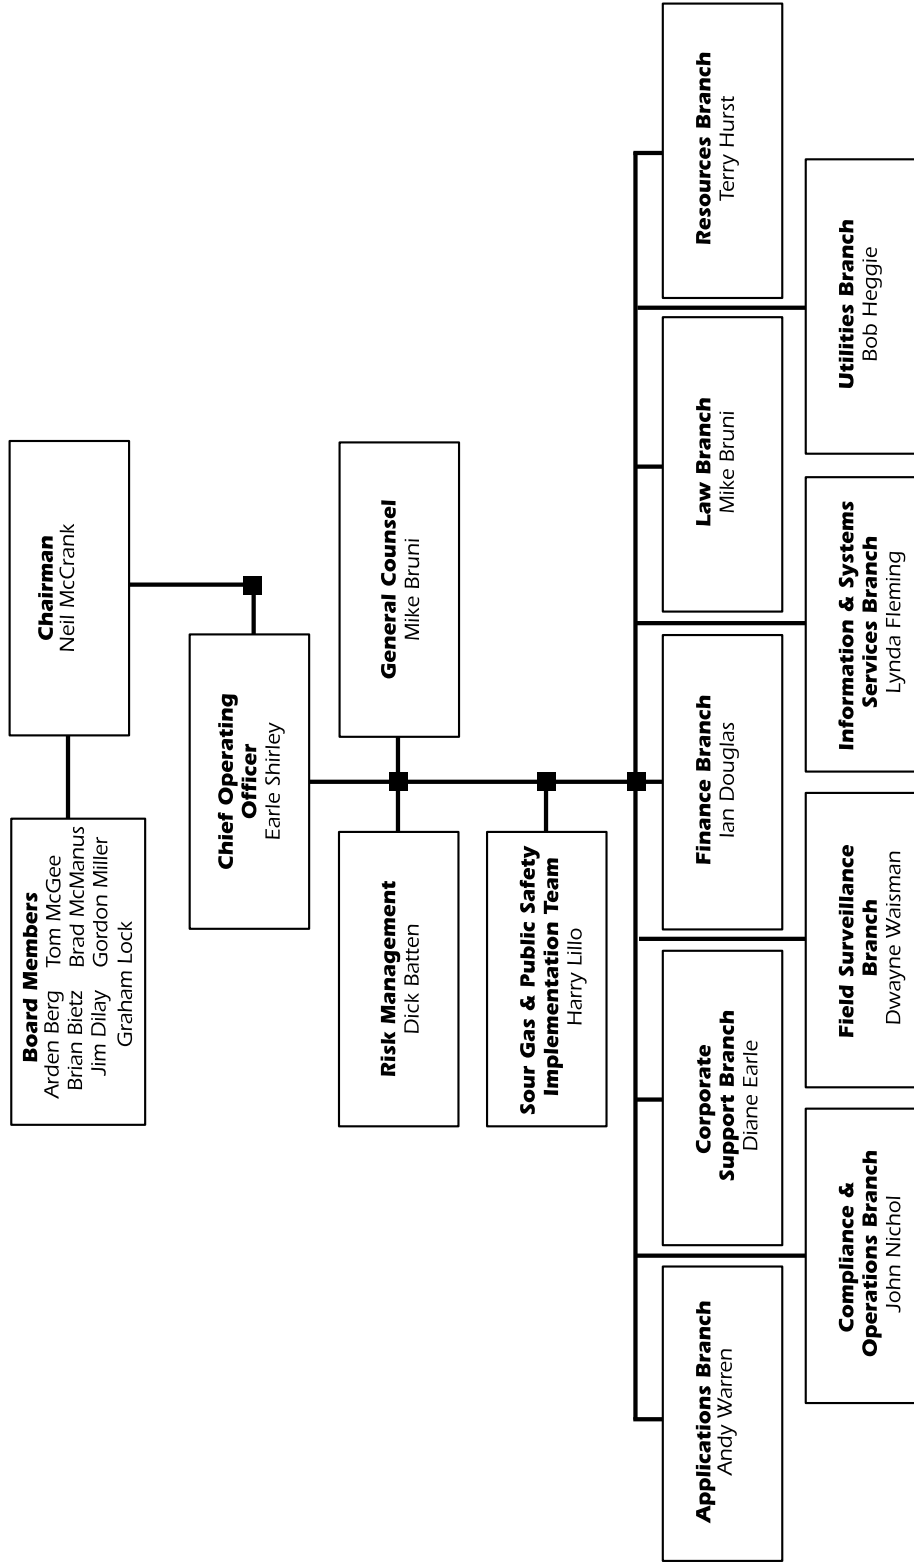 Chairman
Neil McCrank
Board Members
Arden Berg Tom McGee
Brian Bietz Brad McManus
Jim Dilay Gordon Miller
Graham Lock
Chief Operating
Officer
Earle Shirley
Risk Management
Dick Batten
General Counsel
Mike Bruni
Sour Gas & Public Safety
Implementation Team
Harry Lillo
Applications Branch
Andy Warren
Corporate
Support Branch
Diane Earle
Finance Branch
Ian Douglas
Law Branch
Mike Bruni
Resources Branch
Terry Hurst
Compliance &
Operations Branch
John Nichol
Field Surveillance
Branch
Dwayne Waisman
Information & Systems
Services Branch
Lynda Fleming
Utilities Branch
Bob Heggie